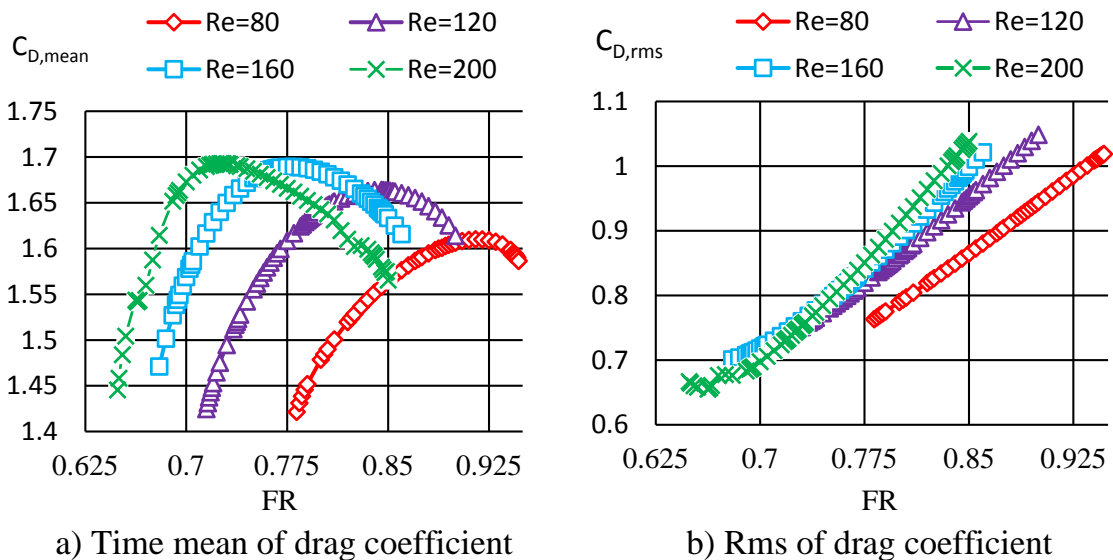 Re=80 Re=120
C_D,mean
Re=160 Re=200
1.75
1.7
1.65
1.6
1.55
1.5
1.45
1.4
0.625 0.7 0.775 0.85 0.925
FR
a) Time mean of drag coefficient
Re=80 Re=120
C_D,rms
Re=160 Re=200
1.1
1
0.9
0.8
0.7
0.6
0.625 0.7 0.775 0.85 0.925
FR
b) Rms of drag coefficient